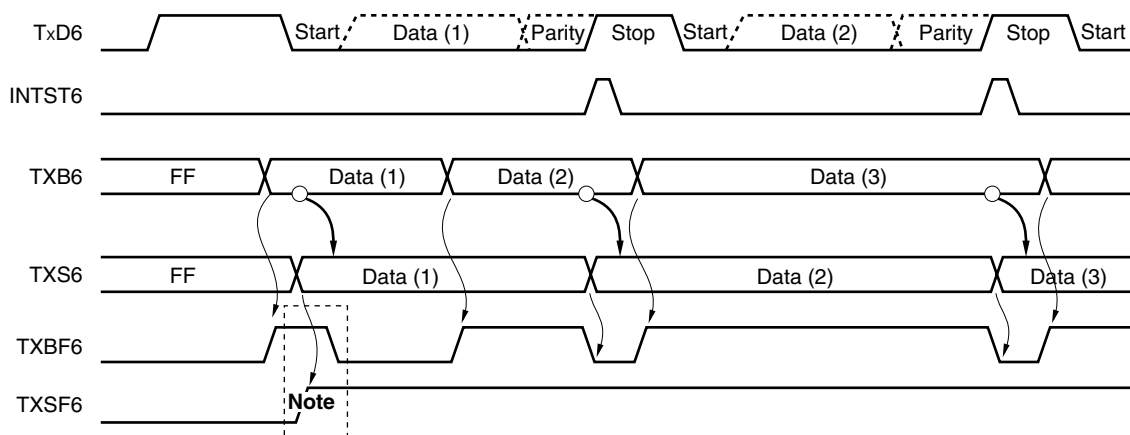 TxD6 Start Data (1) Parity Stop Start Data (2) Parity Stop Start
INTST6
TXB6 FF Data (1) Data (2) Data (3)
TXS6 FF Data (1) Data (2) Data (3)
TXBF6
TXSF6 Note